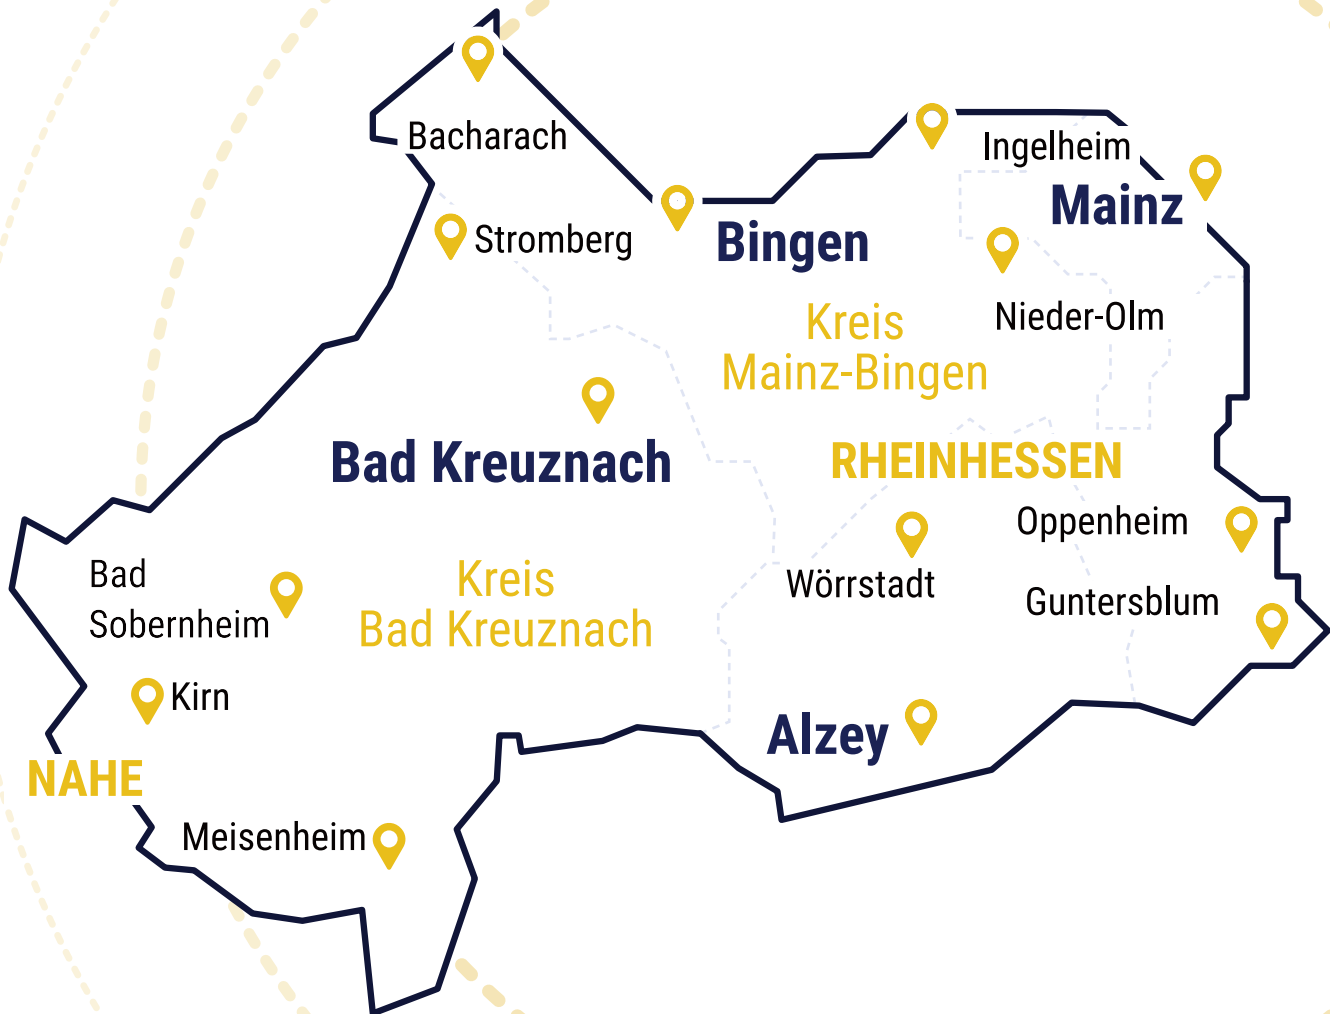 Bacharach
Ingelheim
Mainz
Stromberg
Bingen
Nieder-Olm
Kreis
Mainz-Bingen
Bad Kreuznach
RHEINHESSEN
Oppenheim
Wörrstadt
Guntersblum
Bad
Sobernheim
Kreis
Bad Kreuznach
Kirn
Alzey
NAHE
Meisenheim